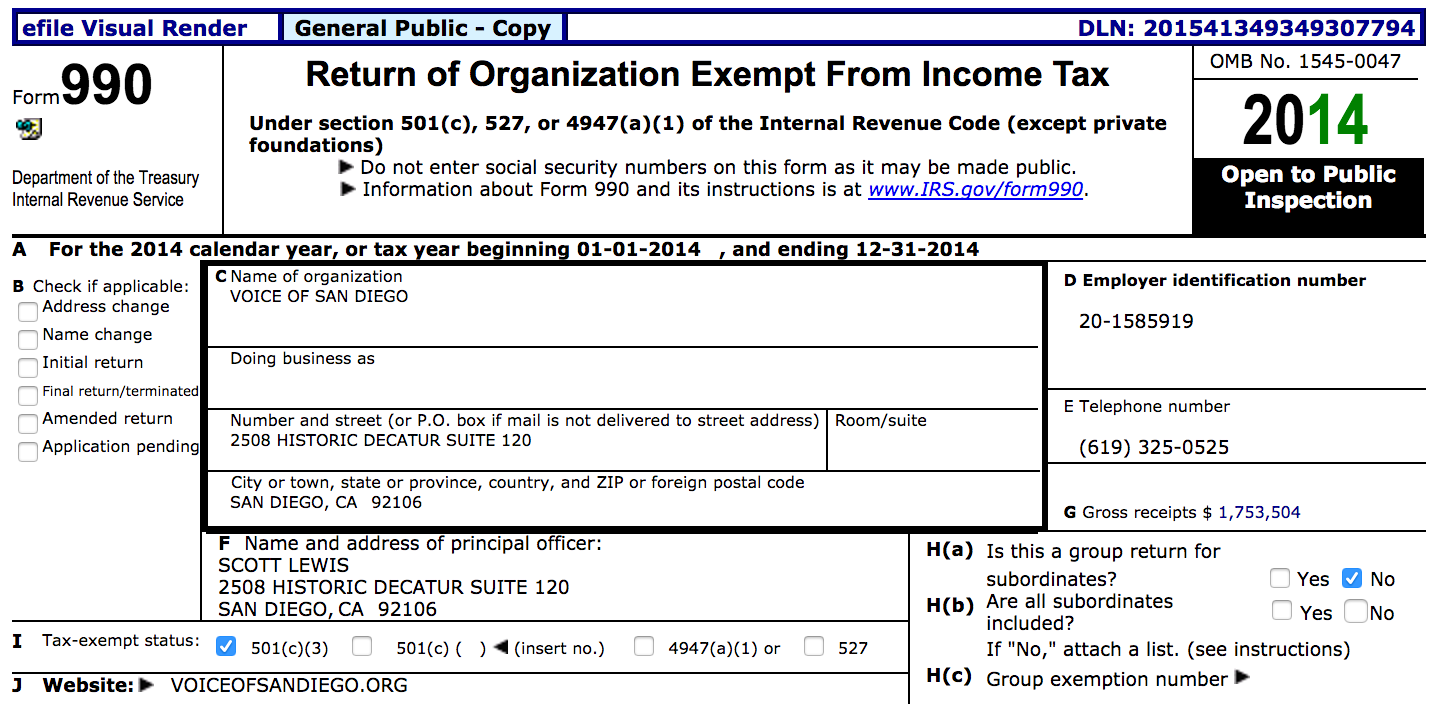 efile Visual Render
General Public - Copy
DLN: 201541349349307794
Form 990
Department of the Treasury
Internal Revenue Service
Return of Organization Exempt From Income Tax
Under section 501(c), 527, or 4947(a)(1) of the Internal Revenue Code (except private
foundations)
▶ Do not enter social security numbers on this form as it may be made public.
▶ Information about Form 990 and its instructions is at www.IRS.gov/form990.
OMB No. 1545-0047
2014
Open to Public
Inspection
A For the 2014 calendar year, or tax year beginning 01-01-2014 , and ending 12-31-2014
B Check if applicable:
Address change
Name change
Initial return
Final return/terminated
Amended return
Application pending
C Name of organization
VOICE OF SAN DIEGO
Doing business as
Number and street (or P.O. box if mail is not delivered to street address)
2508 HISTORIC DECATUR SUITE 120
Room/suite
City or town, state or province, country, and ZIP or foreign postal code
SAN DIEGO, CA 92106
D Employer identification number
20-1585919
E Telephone number
(619) 325-0525
G Gross receipts $ 1,753,504
F Name and address of principal officer:
SCOTT LEWIS
2508 HISTORIC DECATUR SUITE 120
SAN DIEGO, CA 92106
H(a) Is this a group return for
subordinates? Yes No
H(b) Are all subordinates
included? Yes No
If "No," attach a list. (see instructions)
H(c) Group exemption number ▶
I Tax-exempt status: 501(c)(3) 501(c) ( ) ◀ (insert no.) 4947(a)(1) or 527
J Website: ▶ VOICEOFSANDIEGO.ORG